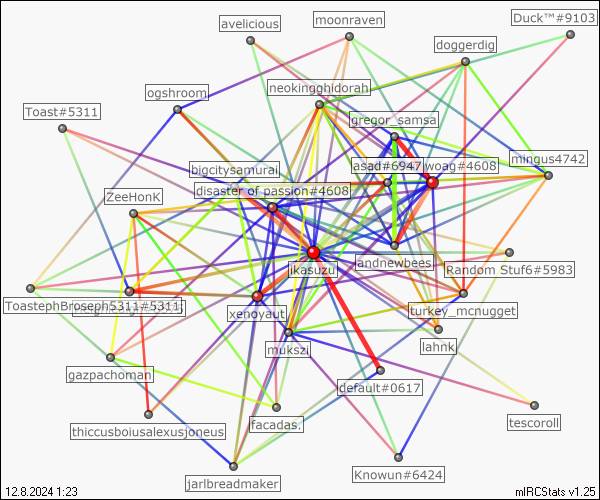 avelicious
moonraven
Duck™#9103
doggerdig
neokingghidorah
ogshroom
Toast#5311
gregor_samsa
mingus4742
bigcitysamurai
asad#6947
woag#4608
disaster of passion#4608
ZeeHonk
jkasuzu
andnewbees
Random Stuf6#5983
ToastephBroseph5311#5311
xenoyaut
turkey_mcnugget
mukszi
lahnk
gazpachoman
default#0617
facadas.
tescoroll
thiccusboiusalexusjoneus
Knowun#6424
jarlbreadmaker
12.8.2024 1:23
mIRCStats v1.25